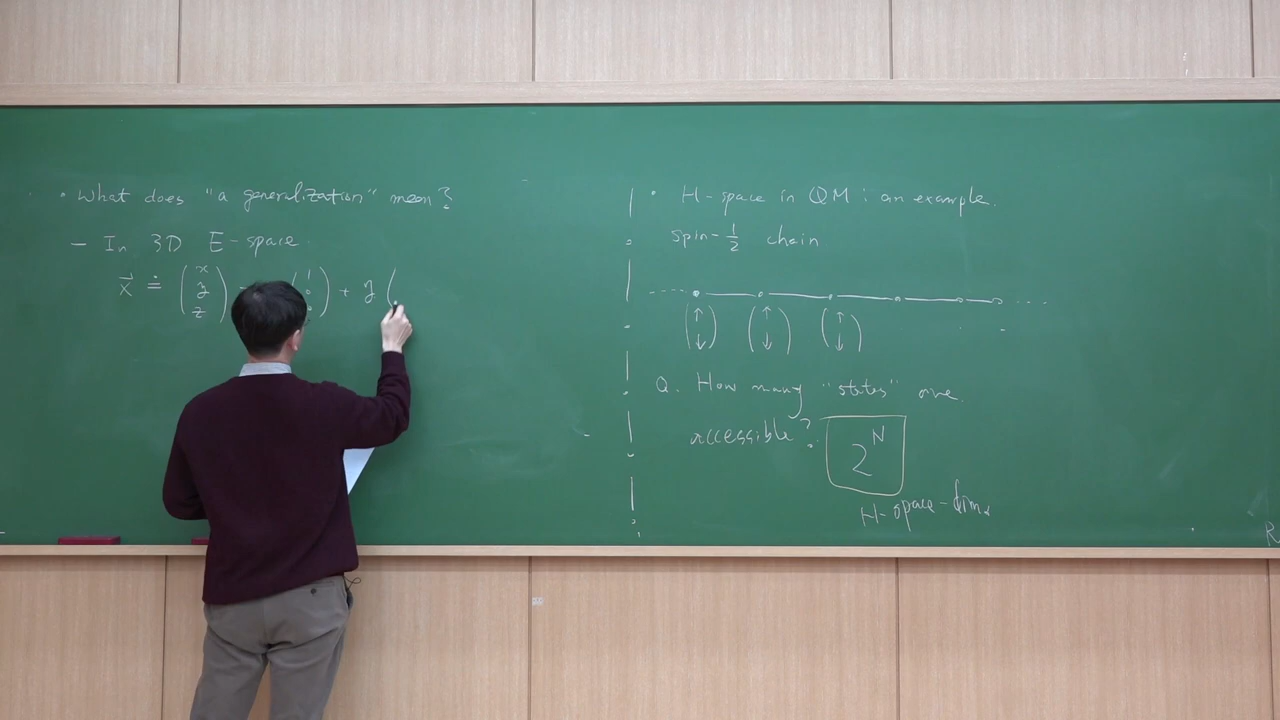 • What does "a generalization" mean?
– In 3D E-space.
x⃗ ≐ (x y z) (1 0 ) + y (
• H-space in QM : an example.
spin-1/2 chain
(↑↓) (↑↓) (↑↓)
Q. How many "states" are
accessible?
2^N
H-space-dim.
R